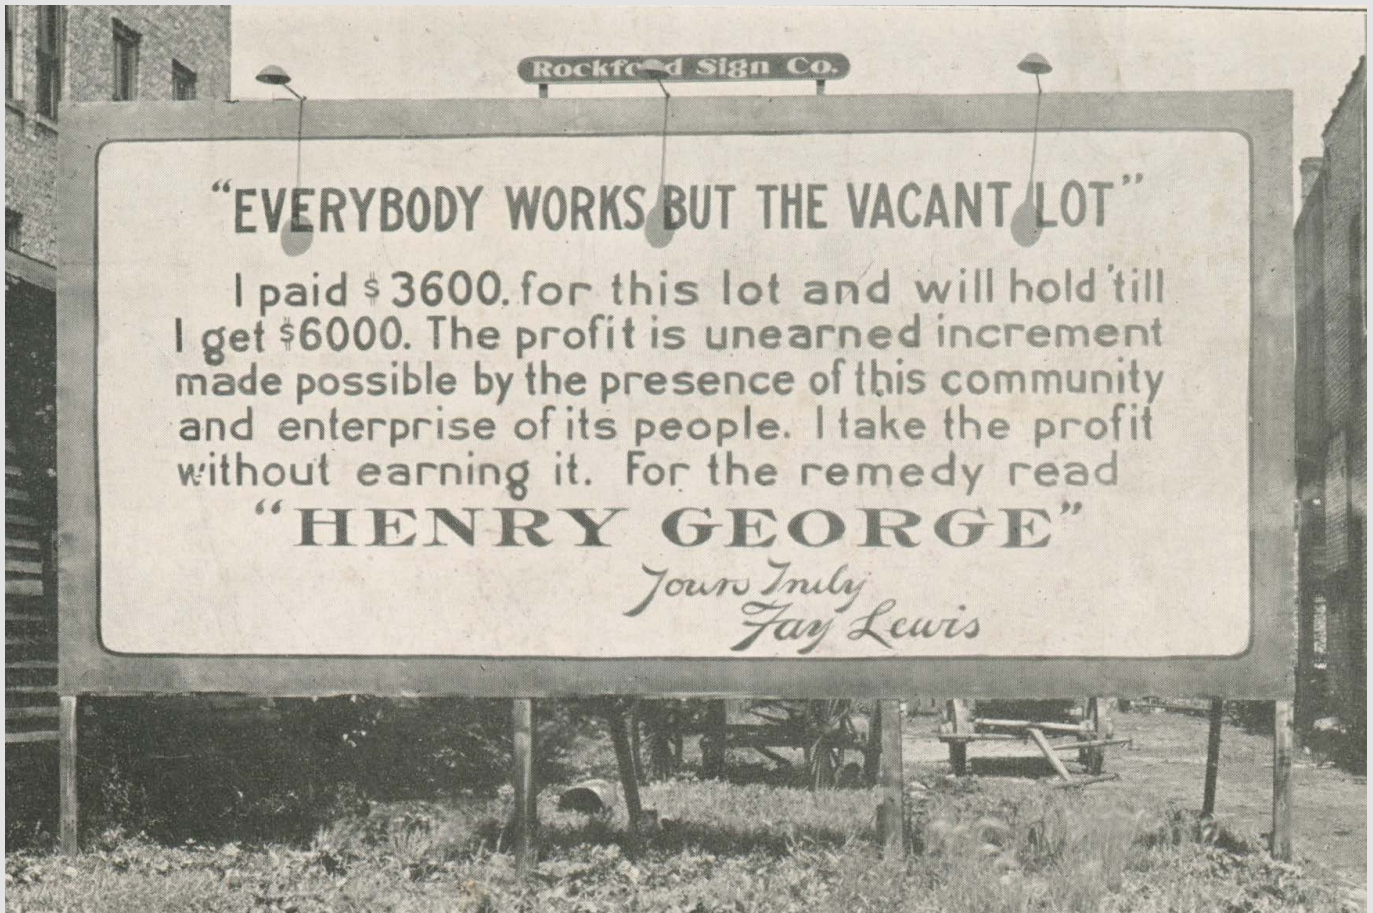 Rockford Sign Co.
"EVERYBODY WORKS BUT THE VACANT LOT"
I paid $3600. for this lot and will hold 'till
I get $6000. The profit is unearned increment
made possible by the presence of this community
and enterprise of its people. I take the profit
without earning it. For the remedy read
"HENRY GEORGE"
Yours Truly
Fay Lewis